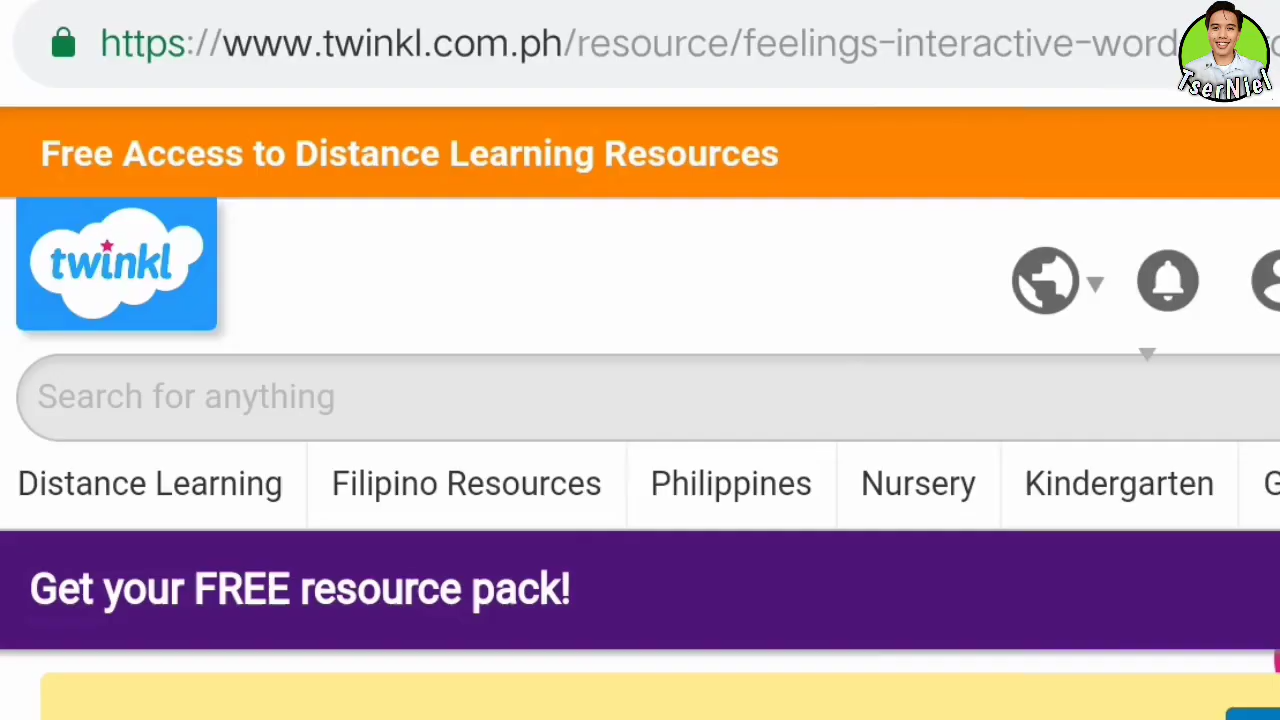 https://www.twinkl.com.ph/resource/feelings-interactive-word
TserNiel
Free Access to Distance Learning Resources
twinkl
Search for anything
Distance Learning Filipino Resources Philippines Nursery Kindergarten G
Get your FREE resource pack!